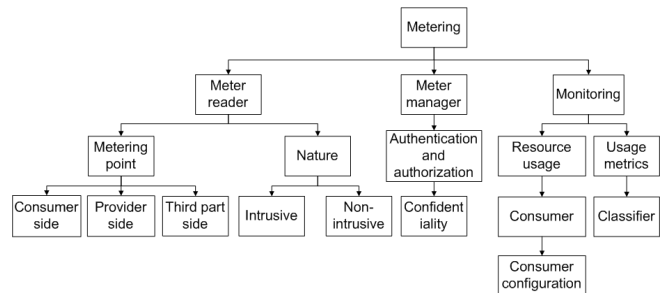 Metering
Meter
reader
Meter
manager
Monitoring
Metering
point
Nature
Authentication
and
authorization
Resource
usage
Usage
metrics
Consumer
side
Provider
side
Third part
side
Intrusive
Non-
intrusive
Confident
iality
Consumer
Classifier
Consumer
configuration